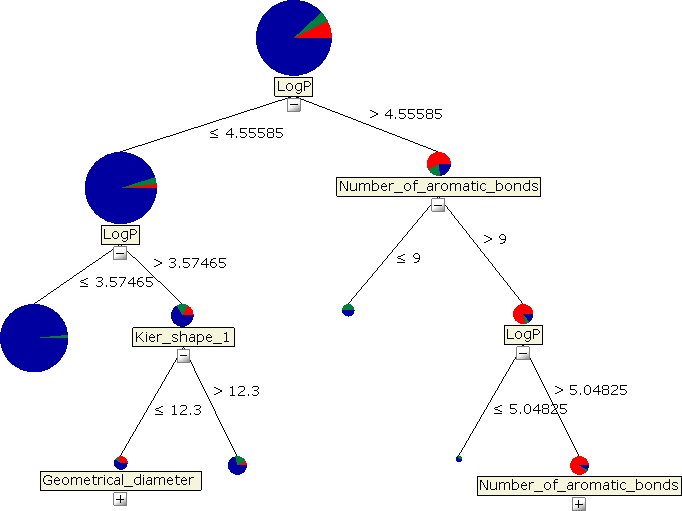 LogP
≤ 4.55585
> 4.55585
LogP
Number_of_aromatic_bonds
≤ 3.57465
> 3.57465
≤ 9
> 9
Kier_shape_1
LogP
≤ 12.3
> 12.3
≤ 5.04825
> 5.04825
Geometrical_diameter
Number_of_aromatic_bonds